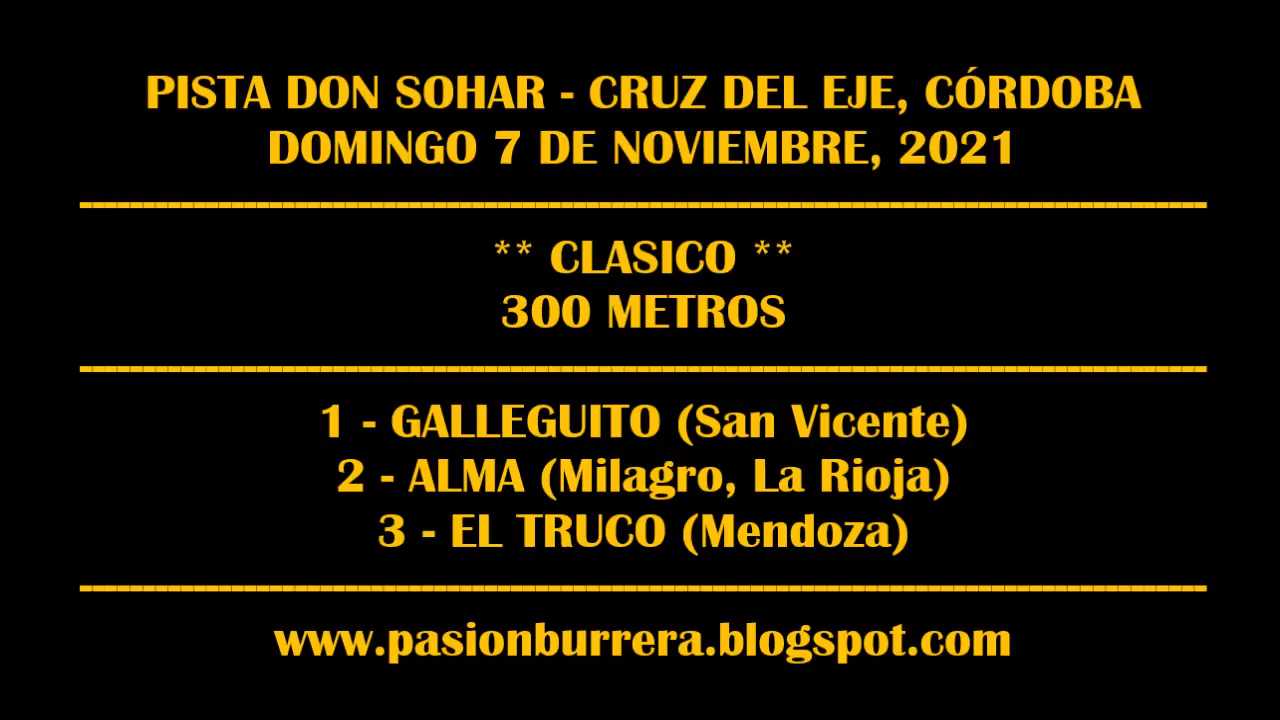 PISTA DON SOHAR - CRUZ DEL EJE, CÓRDOBA
DOMINGO 7 DE NOVIEMBRE, 2021
** CLASICO **
300 METROS
1 - GALLEGUITO (San Vicente)
2 - ALMA (Milagro, La Rioja)
3 - EL TRUCO (Mendoza)
www.pasionburrera.blogspot.com